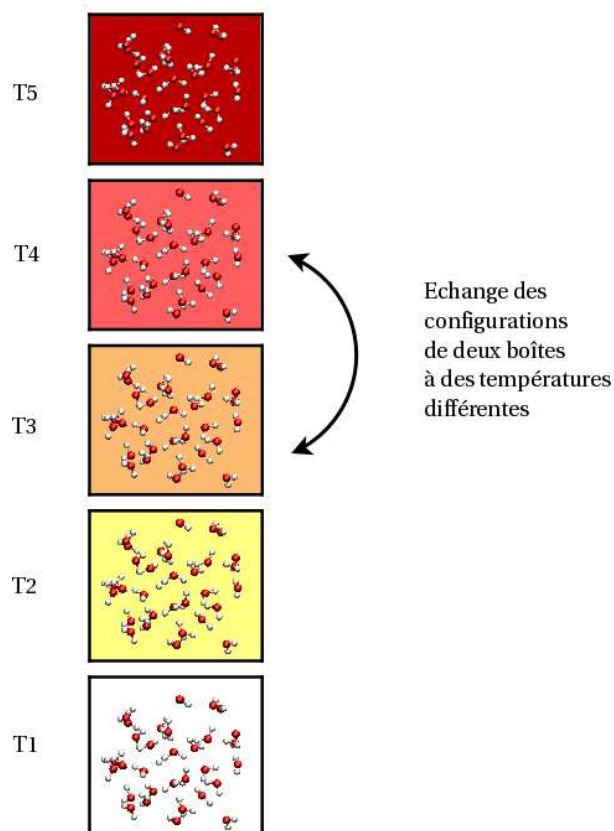 T5
T4
Echange des
configurations
de deux boîtes
à des températures
différentes
T3
T2
T1